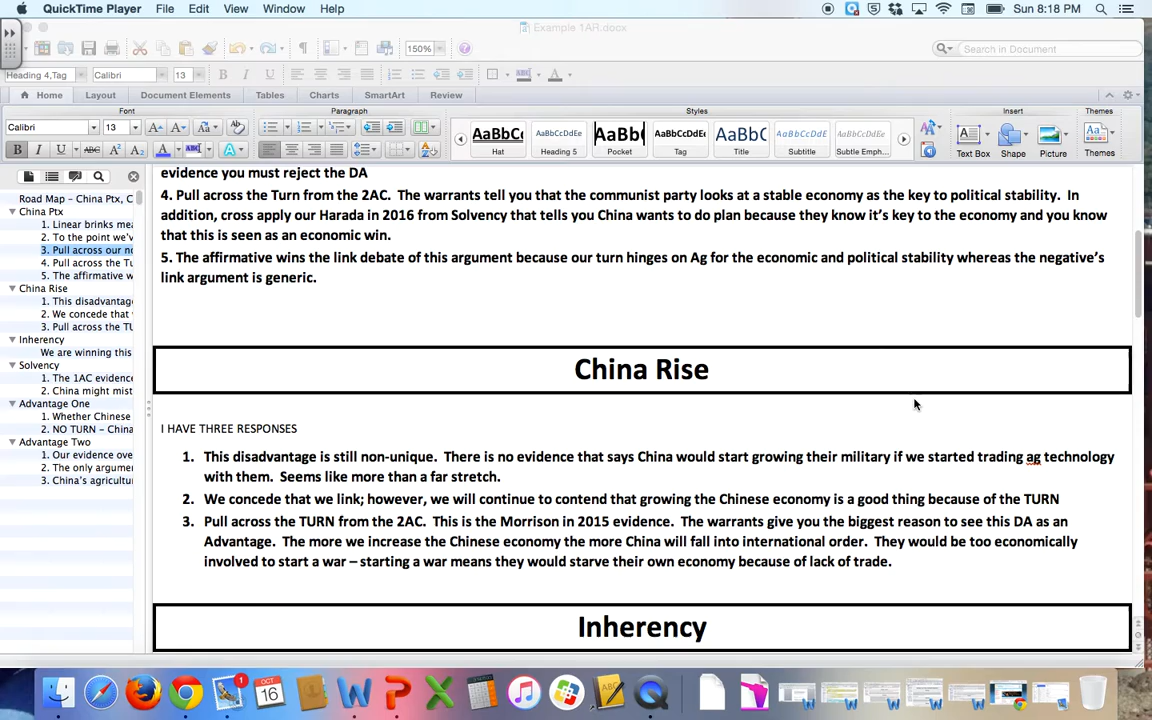 QuickTime Player File Edit View Window Help Sun 8:18 PM
Example 1AR.docx
150% Search in Document
Heading 4,Tag Calibri 13 B I U
Home Layout Document Elements Tables Charts SmartArt Review
Font Paragraph Styles Insert Themes
Calibri 13 AaBbCc AaBbCcDdEe AaBb AaBbCcDdEe AaBbC AaBbCcDdEe AaBbCcDdEe
B I U ABC Hat Heading 5 Pocket Tag Title Subtitle Subtle Emph... Text Box Shape Picture Themes
Road Map – China Ptx, C
China Ptx
1. Linear brinks mea
2. To the point we'v
3. Pull across our no
4. Pull across the Tu
5. The affirmative w
China Rise
1. This disadvantag
2. We concede that
3. Pull across the TU
Inherency
We are winning this
Solvency
1. The 1AC evidence
2. China might mist
Advantage One
1. Whether Chinese
2. NO TURN – China
Advantage Two
1. Our evidence ove
2. The only argume
3. China's agricultu
evidence you must reject the DA
4. Pull across the Turn from the 2AC. The warrants tell you that the communist party looks at a stable economy as the key to political stability. In
addition, cross apply our Harada in 2016 from Solvency that tells you China wants to do plan because they know it's key to the economy and you know
that this is seen as an economic win.
5. The affirmative wins the link debate of this argument because our turn hinges on Ag for the economic and political stability whereas the negative's
link argument is generic.
China Rise
I HAVE THREE RESPONSES
1. This disadvantage is still non-unique. There is no evidence that says China would start growing their military if we started trading ag technology
with them. Seems like more than a far stretch.
2. We concede that we link; however, we will continue to contend that growing the Chinese economy is a good thing because of the TURN
3. Pull across the TURN from the 2AC. This is the Morrison in 2015 evidence. The warrants give you the biggest reason to see this DA as an
Advantage. The more we increase the Chinese economy the more China will fall into international order. They would be too economically
involved to start a war – starting a war means they would starve their own economy because of lack of trade.
Inherency
1
OCT
16